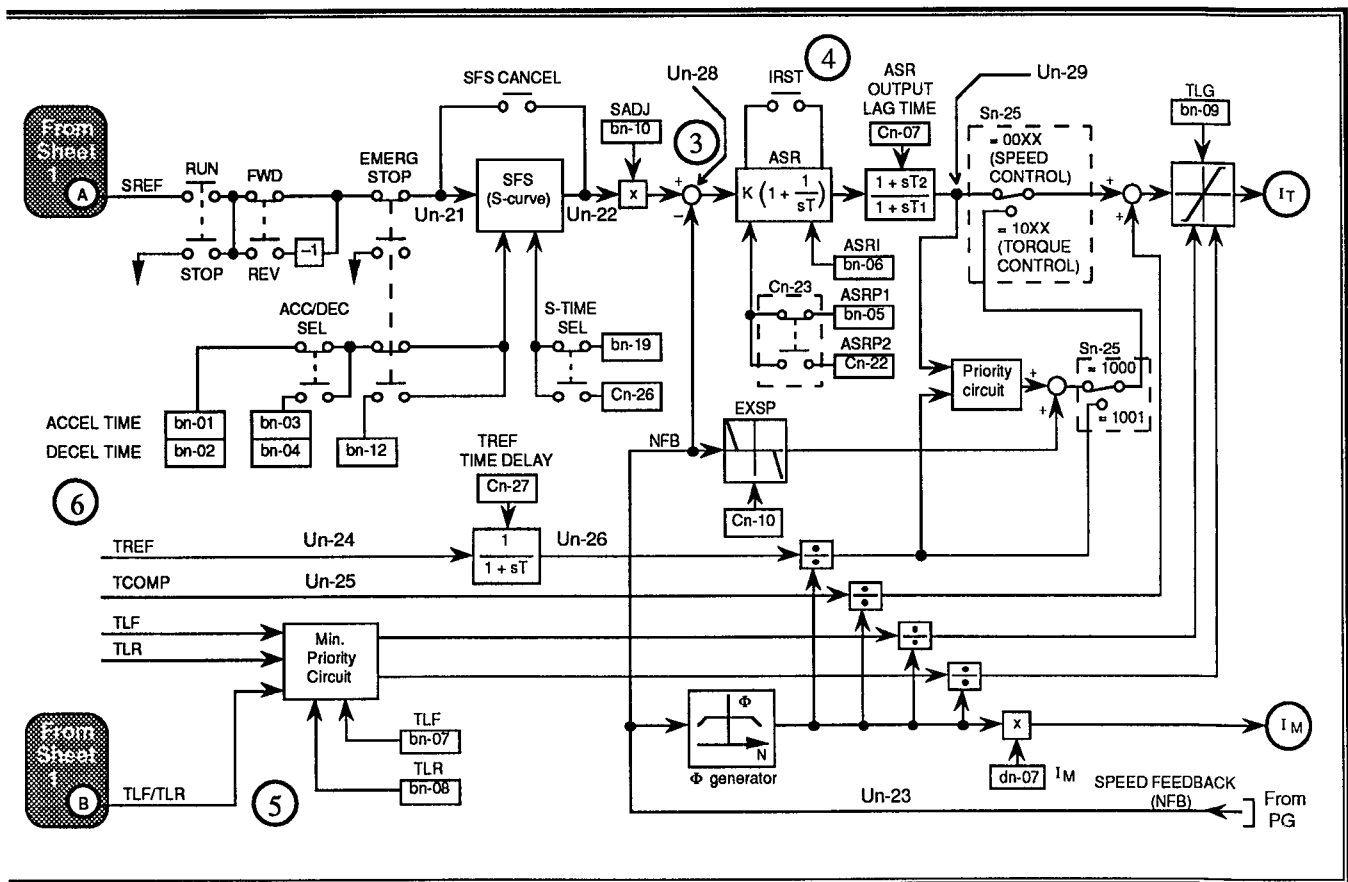 From
Sheet
1
A
SREF
RUN
FWD
STOP
REV
-1
EMERG
STOP
Un-21
SFS CANCEL
SFS
(S-curve)
Un-22
SADJ
bn-10
x
Un-28
3
+
−
IRST
4
ASR
K ( 1 + 1/sT )
ASRI
bn-06
Cn-23
ASRP1
bn-05
ASRP2
Cn-22
ASR
OUTPUT
LAG TIME
Cn-07
1 + sT2
1 + sT1
Un-29
Sn-25
= 00XX
(SPEED
CONTROL)
= 10XX
(TORQUE
CONTROL)
+
+
TLG
bn-09
IT
ACC/DEC
SEL
S-TIME
SEL
bn-19
Cn-26
ACCEL TIME
bn-01
bn-03
DECEL TIME
bn-02
bn-04
bn-12
Priority
circuit
+
+
Sn-25
= 1000
= 1001
NFB
EXSP
Cn-10
6
TREF
TIME DELAY
Cn-27
TREF
Un-24
1
1 + sT
Un-26
÷
TCOMP
Un-25
÷
TLF
TLR
Min.
Priority
Circuit
÷
÷
TLF
bn-07
TLR
bn-08
From
Sheet
1
B
TLF/TLR
5
Φ
N
Φ generator
x
dn-07
IM
IM
Un-23
SPEED FEEDBACK
(NFB)
From
PG